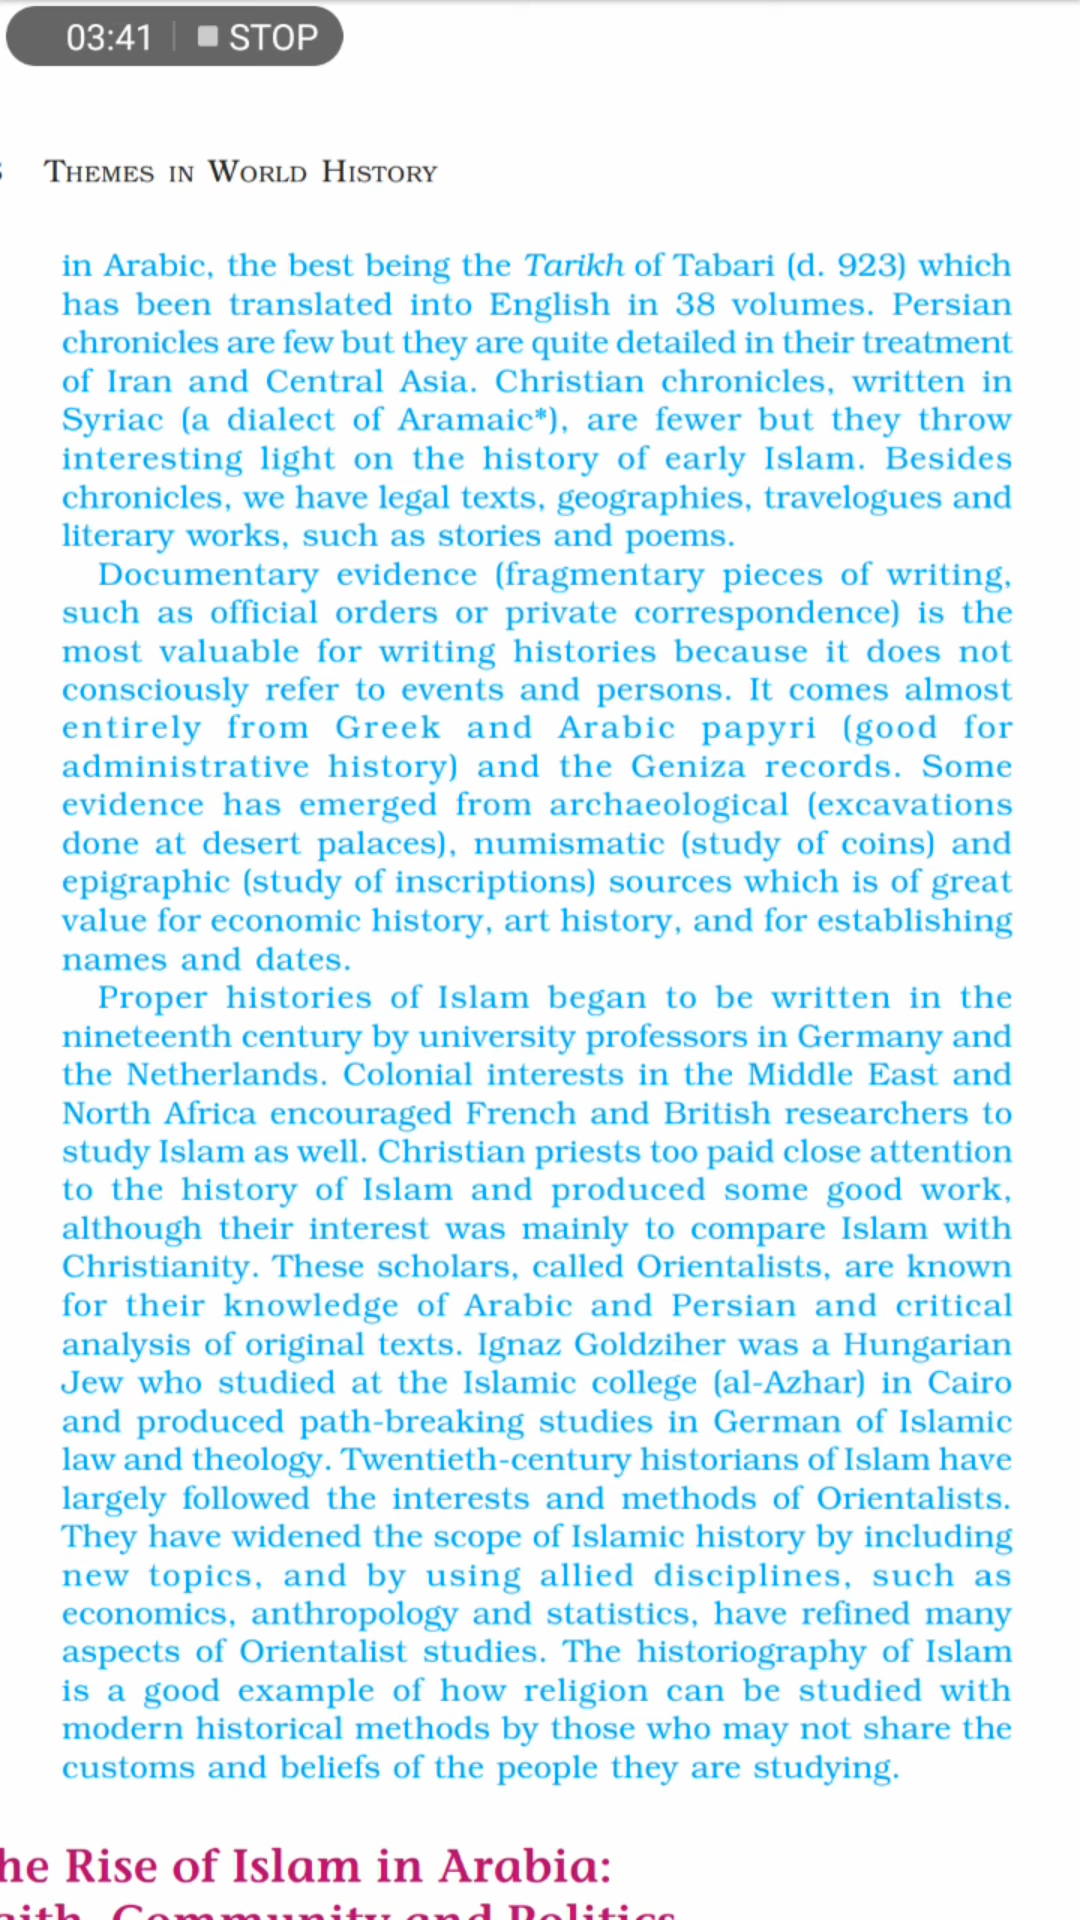 03:41 STOP
THEMES IN WORLD HISTORY
in Arabic, the best being the Tarikh of Tabari (d. 923) which
has been translated into English in 38 volumes. Persian
chronicles are few but they are quite detailed in their treatment
of Iran and Central Asia. Christian chronicles, written in
Syriac (a dialect of Aramaic*), are fewer but they throw
interesting light on the history of early Islam. Besides
chronicles, we have legal texts, geographies, travelogues and
literary works, such as stories and poems.
Documentary evidence (fragmentary pieces of writing,
such as official orders or private correspondence) is the
most valuable for writing histories because it does not
consciously refer to events and persons. It comes almost
entirely from Greek and Arabic papyri (good for
administrative history) and the Geniza records. Some
evidence has emerged from archaeological (excavations
done at desert palaces), numismatic (study of coins) and
epigraphic (study of inscriptions) sources which is of great
value for economic history, art history, and for establishing
names and dates.
Proper histories of Islam began to be written in the
nineteenth century by university professors in Germany and
the Netherlands. Colonial interests in the Middle East and
North Africa encouraged French and British researchers to
study Islam as well. Christian priests too paid close attention
to the history of Islam and produced some good work,
although their interest was mainly to compare Islam with
Christianity. These scholars, called Orientalists, are known
for their knowledge of Arabic and Persian and critical
analysis of original texts. Ignaz Goldziher was a Hungarian
Jew who studied at the Islamic college (al-Azhar) in Cairo
and produced path-breaking studies in German of Islamic
law and theology. Twentieth-century historians of Islam have
largely followed the interests and methods of Orientalists.
They have widened the scope of Islamic history by including
new topics, and by using allied disciplines, such as
economics, anthropology and statistics, have refined many
aspects of Orientalist studies. The historiography of Islam
is a good example of how religion can be studied with
modern historical methods by those who may not share the
customs and beliefs of the people they are studying.
he Rise of Islam in Arabia:
aith, Community and Politics